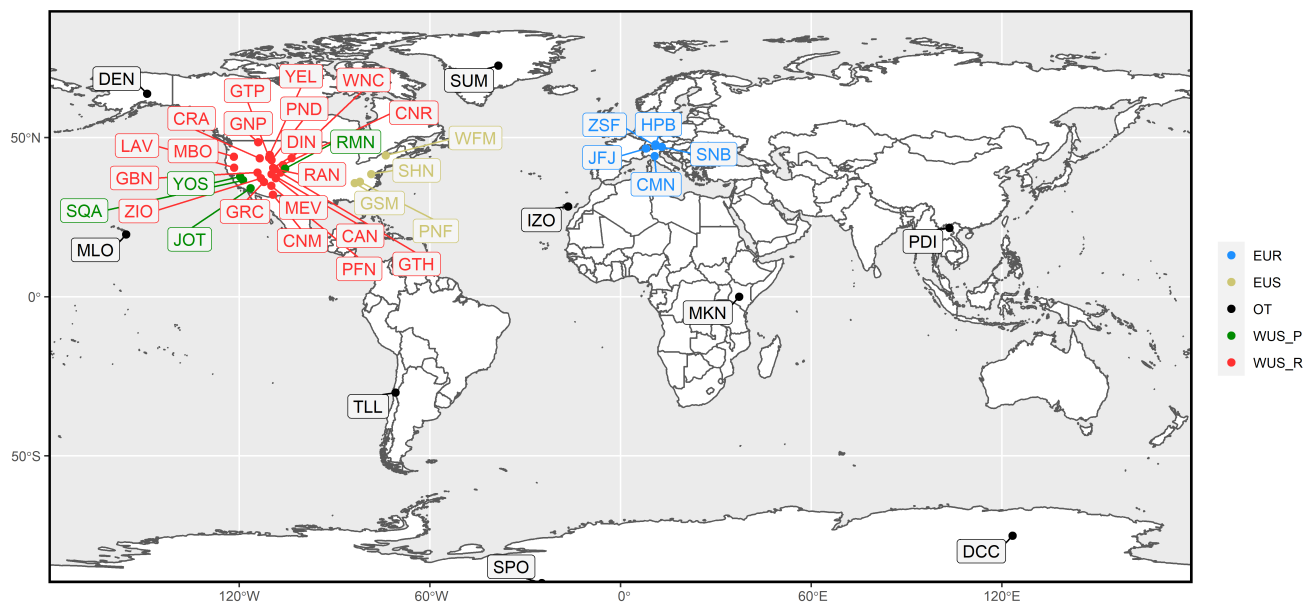 DEN
YEL
WNC
SUM
GTP
CRA
PND
CNR
GNP
ZSF
HPB
50°N
LAV
MBO
DIN
RMN
WFM
JFJ
SNB
GBN
YOS
RAN
SHN
CMN
SQA
ZIO
GRC
MEV
GSM
IZO
MLO
JOT
CNM
CAN
PNF
PDI
PFN
GTH
EUR
EUS
0°
MKN
OT
WUS_P
WUS_R
TLL
50°S
DCC
SPO
120°W
60°W
0°
60°E
120°E